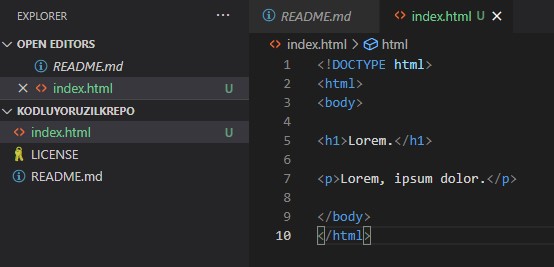 EXPLORER
OPEN EDITORS
README.md
index.html U
KODLUYORUZILKREPO
index.html U
LICENSE
README.md
README.md index.html U
index.html > html
1 <!DOCTYPE html>
2 <html>
3 <body>
4
5 <h1>Lorem.</h1>
6
7 <p>Lorem, ipsum dolor.</p>
8
9 </body>
10 </html>